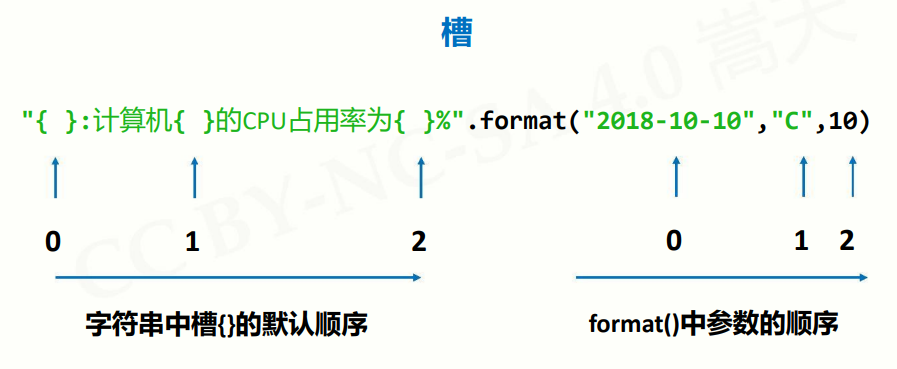 槽
"{ }:计算机{ }的CPU占用率为{ }%".format("2018-10-10","C",10)
0 1 2 0 1 2
字符串中槽{}的默认顺序 format()中参数的顺序
CC BY-NC-SA 4.0 嵩天